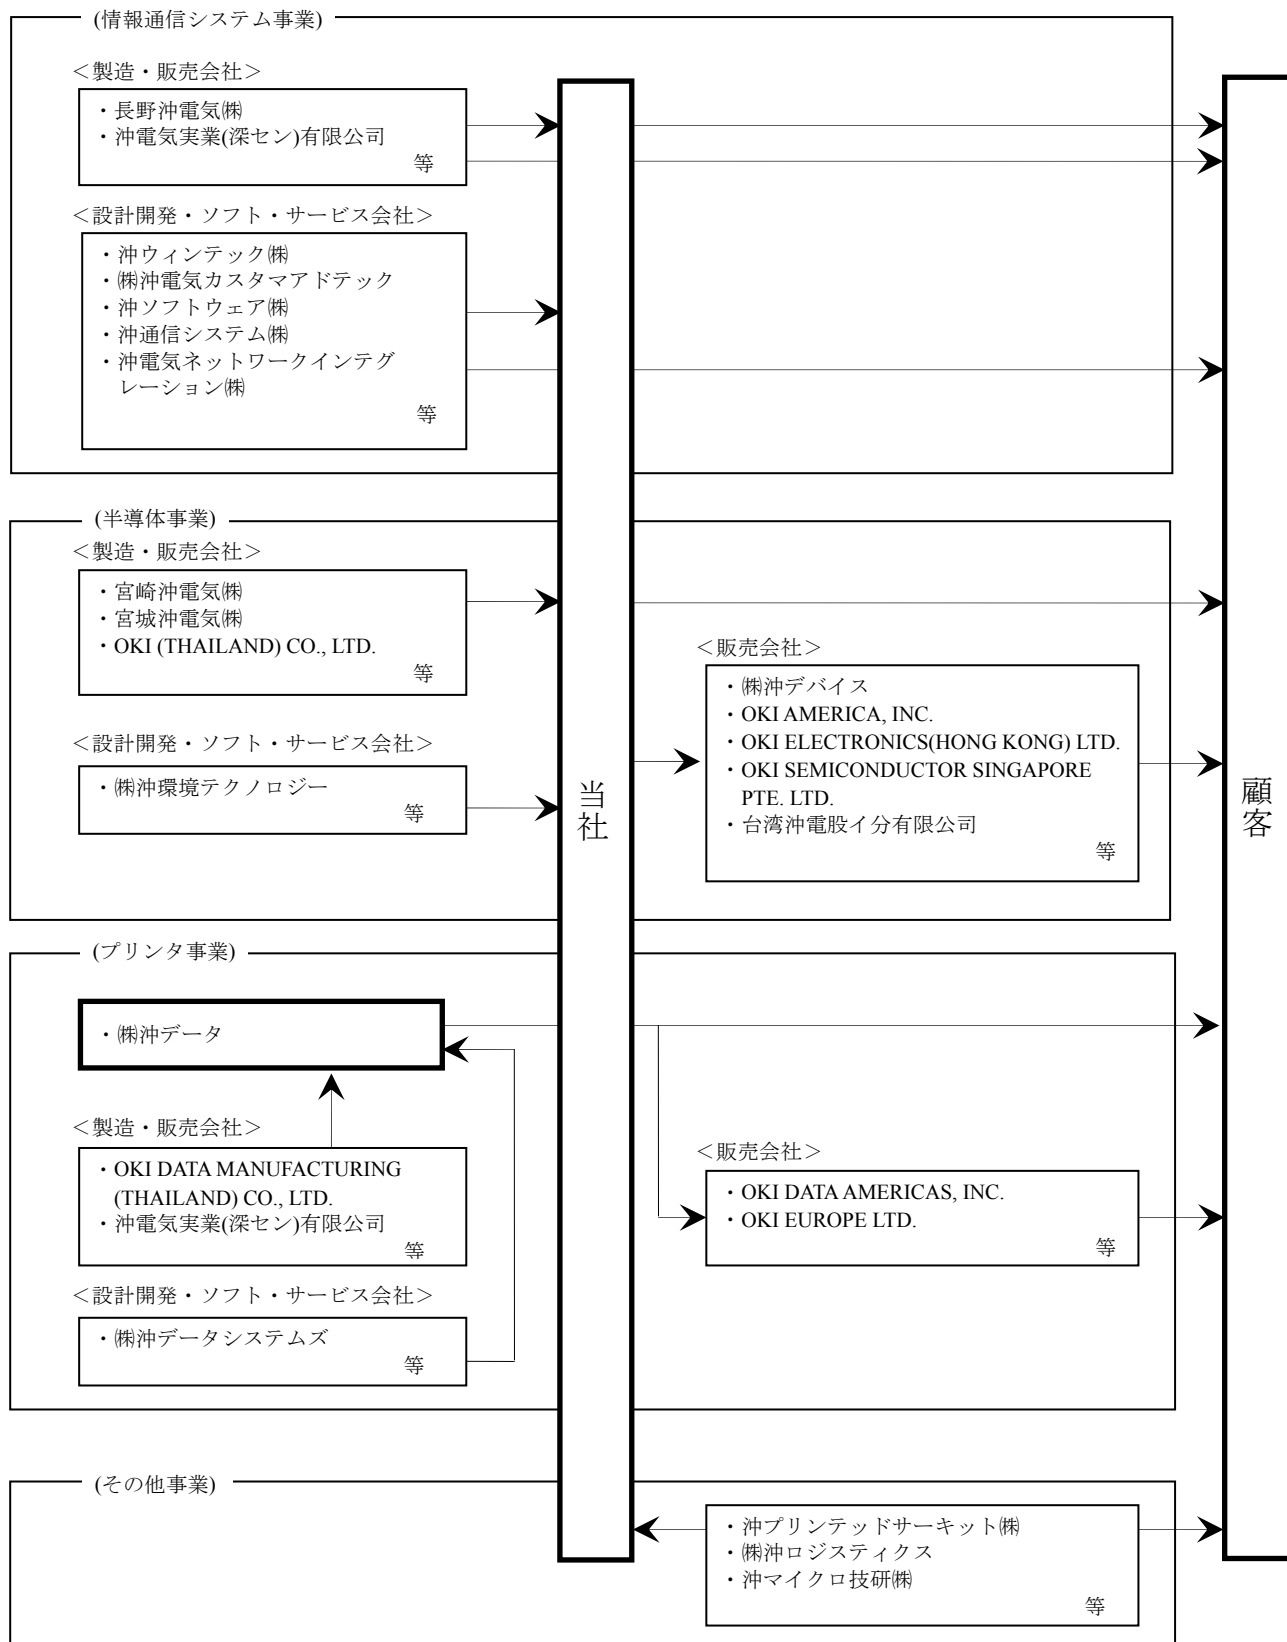 (情報通信システム事業)
＜製造・販売会社＞
・長野沖電気㈱
・沖電気実業(深セン)有限公司
等
＜設計開発・ソフト・サービス会社＞
・沖ウィンテック㈱
・㈱沖電気カスタマアドテック
・沖ソフトウェア㈱
・沖通信システム㈱
・沖電気ネットワークインテグ
レーション㈱
等
(半導体事業)
＜製造・販売会社＞
・宮崎沖電気㈱
・宮城沖電気㈱
・OKI (THAILAND) CO., LTD.
等
＜設計開発・ソフト・サービス会社＞
・㈱沖環境テクノロジー
等
＜販売会社＞
・㈱沖デバイス
・OKI AMERICA, INC.
・OKI ELECTRONICS(HONG KONG) LTD.
・OKI SEMICONDUCTOR SINGAPORE
PTE. LTD.
・台湾沖電股イ分有限公司
等
当社
顧客
(プリンタ事業)
・㈱沖データ
＜製造・販売会社＞
・OKI DATA MANUFACTURING
(THAILAND) CO., LTD.
・沖電気実業(深セン)有限公司
等
＜設計開発・ソフト・サービス会社＞
・㈱沖データシステムズ
等
＜販売会社＞
・OKI DATA AMERICAS, INC.
・OKI EUROPE LTD.
等
(その他事業)
・沖プリンテッドサーキット㈱
・㈱沖ロジスティクス
・沖マイクロ技研㈱
等